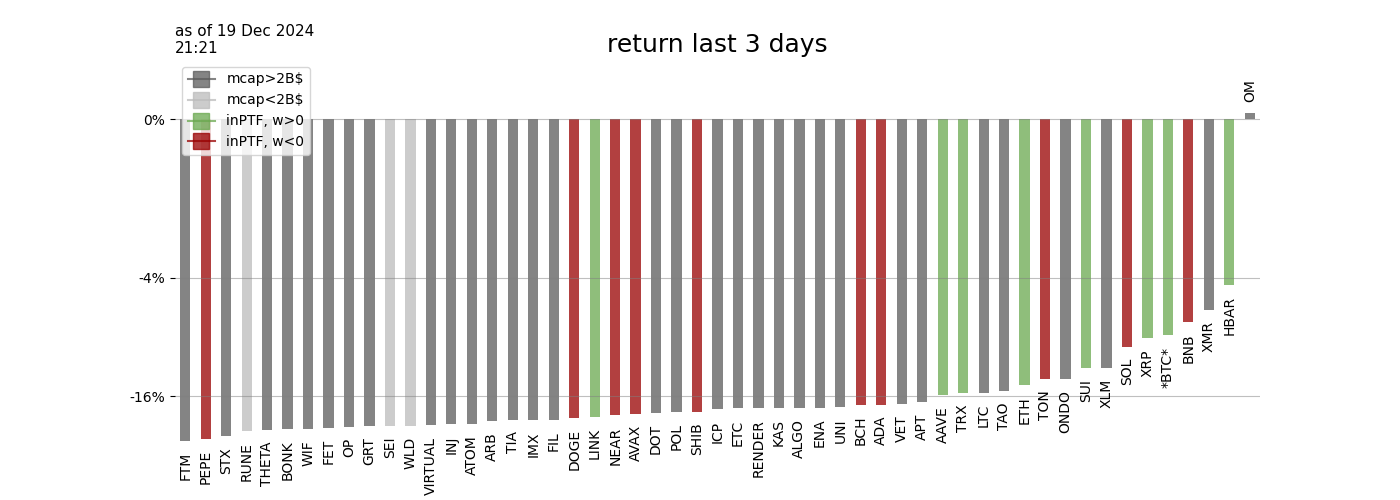 as of 19 Dec 2024
21:21
return last 3 days
mcap>2B$
mcap<2B$
inPTF, w>0
inPTF, w<0
0%
-4%
-16%
FTM
PEPE
STX
RUNE
THETA
BONK
WIF
FET
OP
GRT
SEI
WLD
VIRTUAL
INJ
ATOM
ARB
TIA
IMX
FIL
DOGE
LINK
NEAR
AVAX
DOT
POL
SHIB
ICP
ETC
RENDER
KAS
ALGO
ENA
UNI
BCH
ADA
VET
APT
AAVE
TRX
LTC
TAO
ETH
TON
ONDO
SUI
XLM
SOL
XRP
*BTC*
BNB
XMR
HBAR
OM